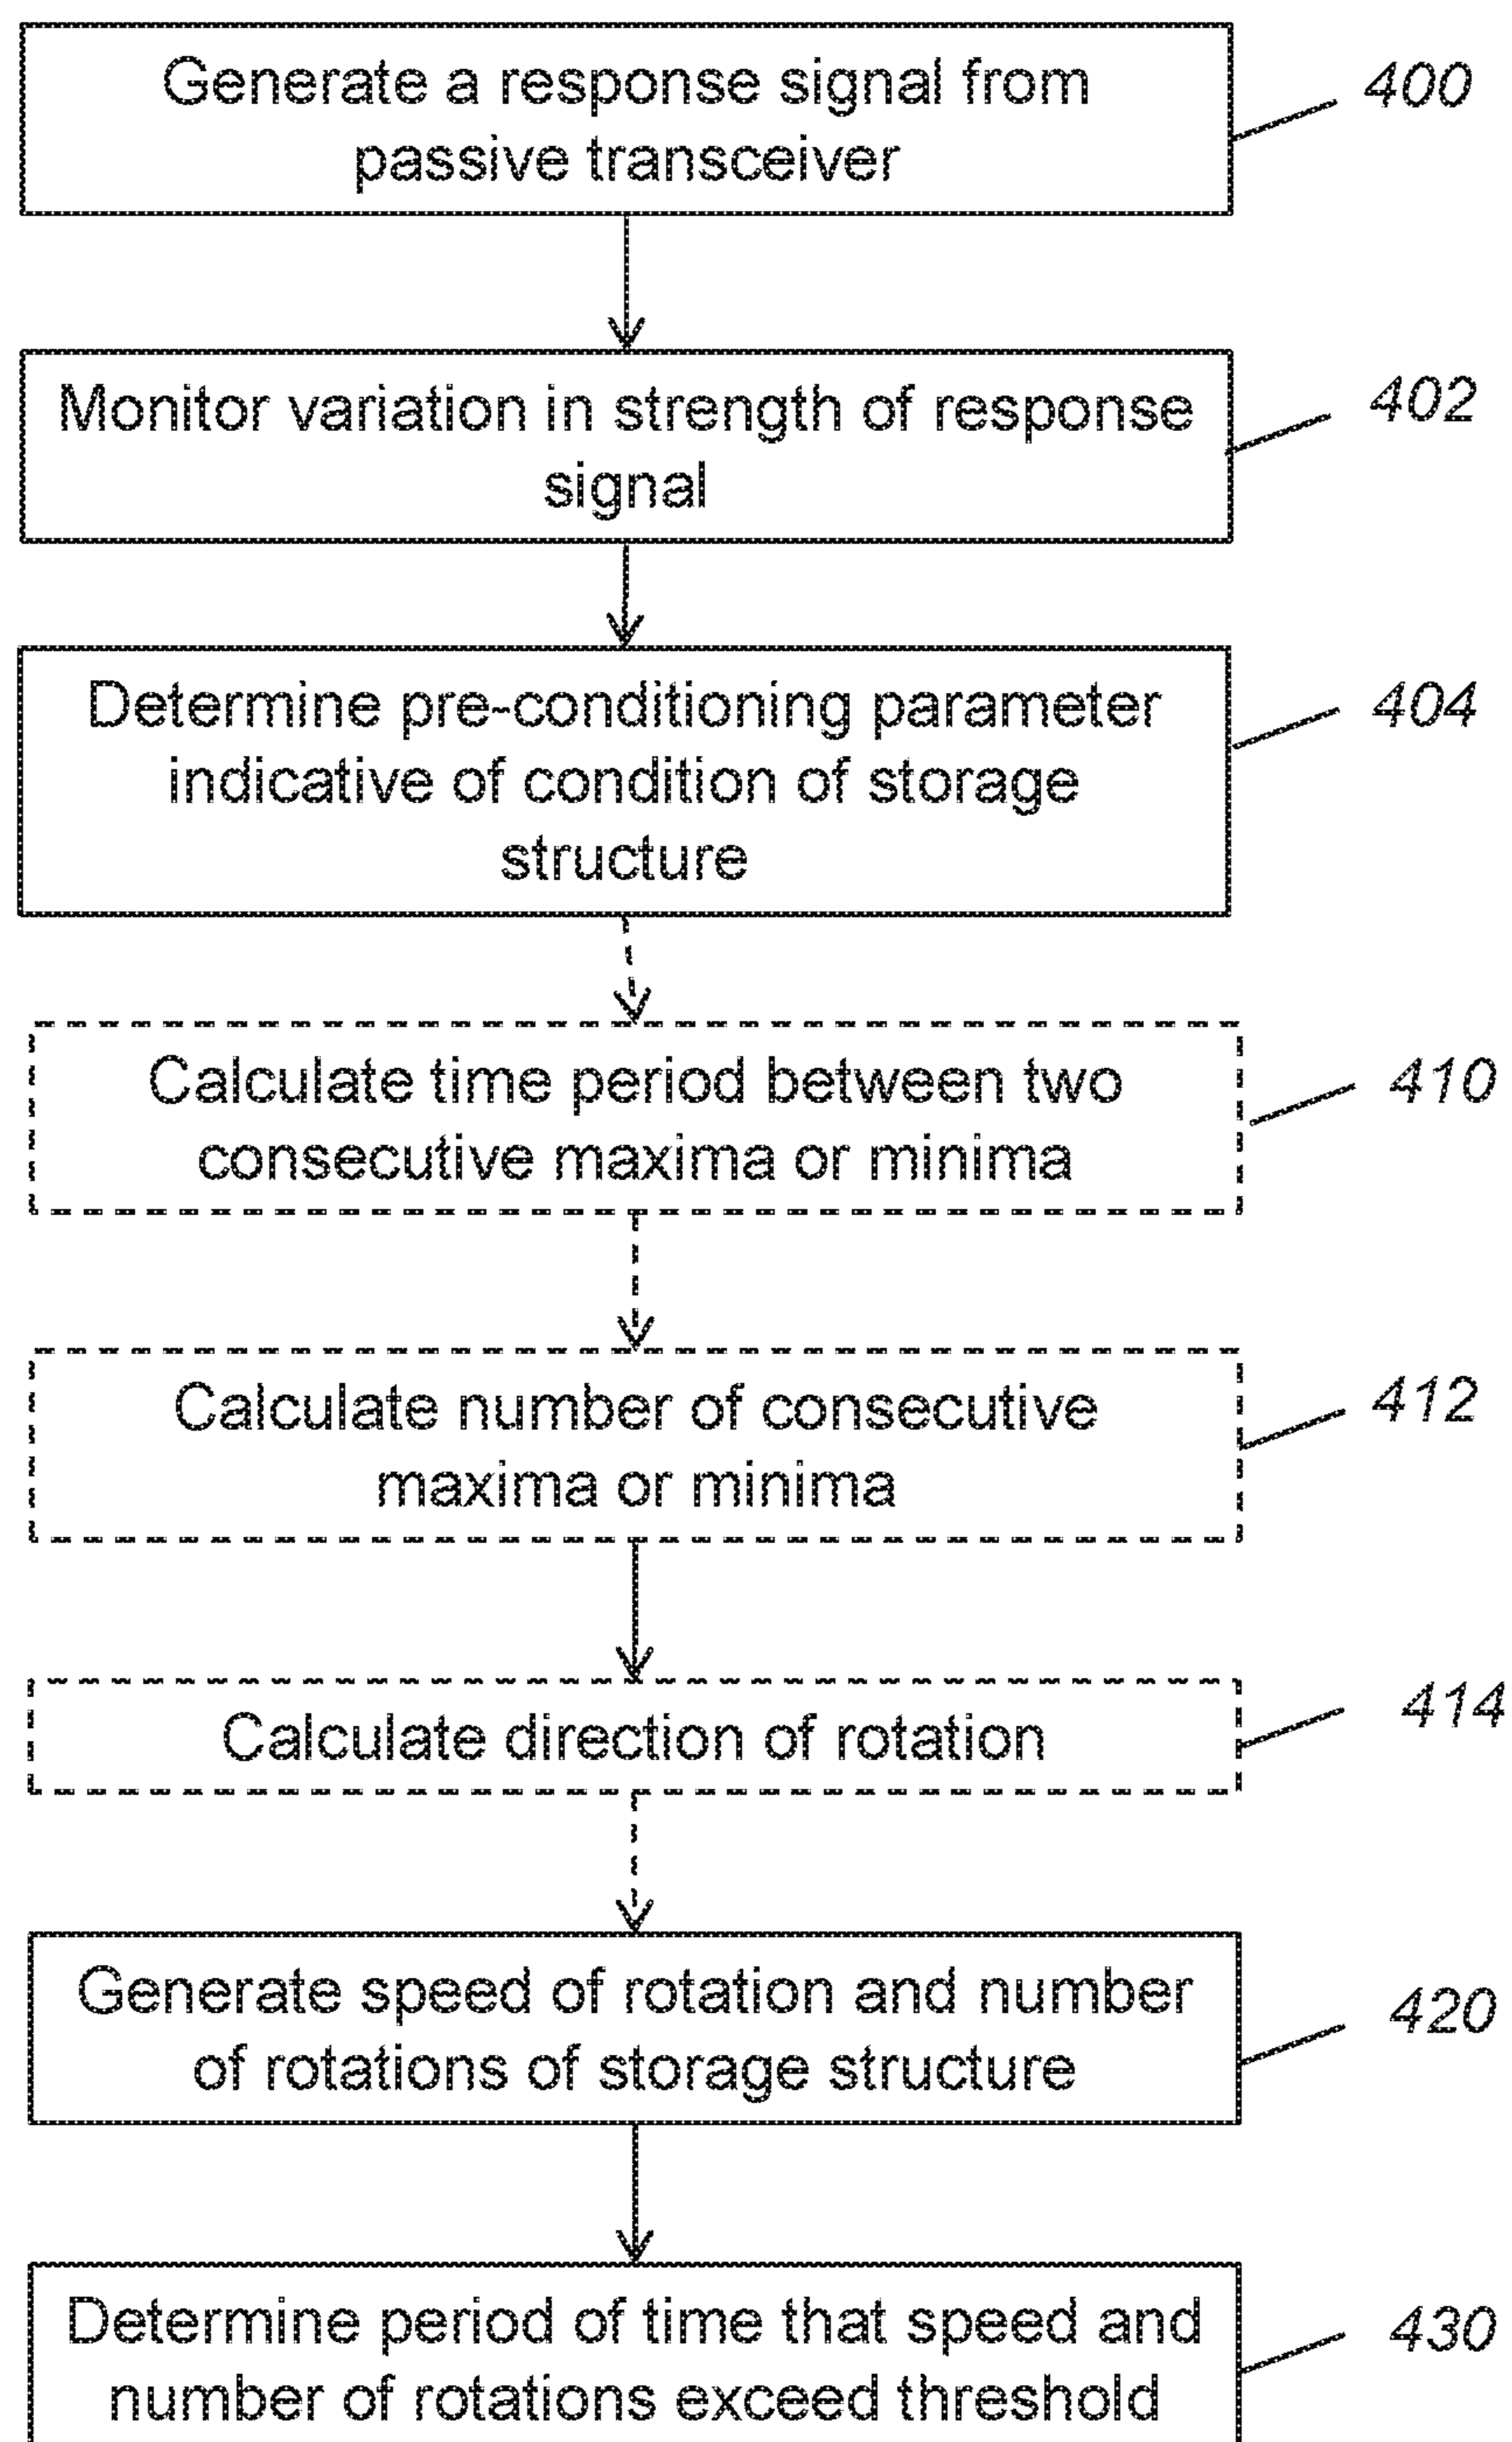 Generate a response signal from
passive transceiver
400
Monitor variation in strength of response
signal
402
Determine pre-conditioning parameter
indicative of condition of storage
structure
404
Calculate time period between two
consecutive maxima or minima
410
Calculate number of consecutive
maxima or minima
412
Calculate direction of rotation
414
Generate speed of rotation and number
of rotations of storage structure
420
Determine period of time that speed and
number of rotations exceed threshold
430